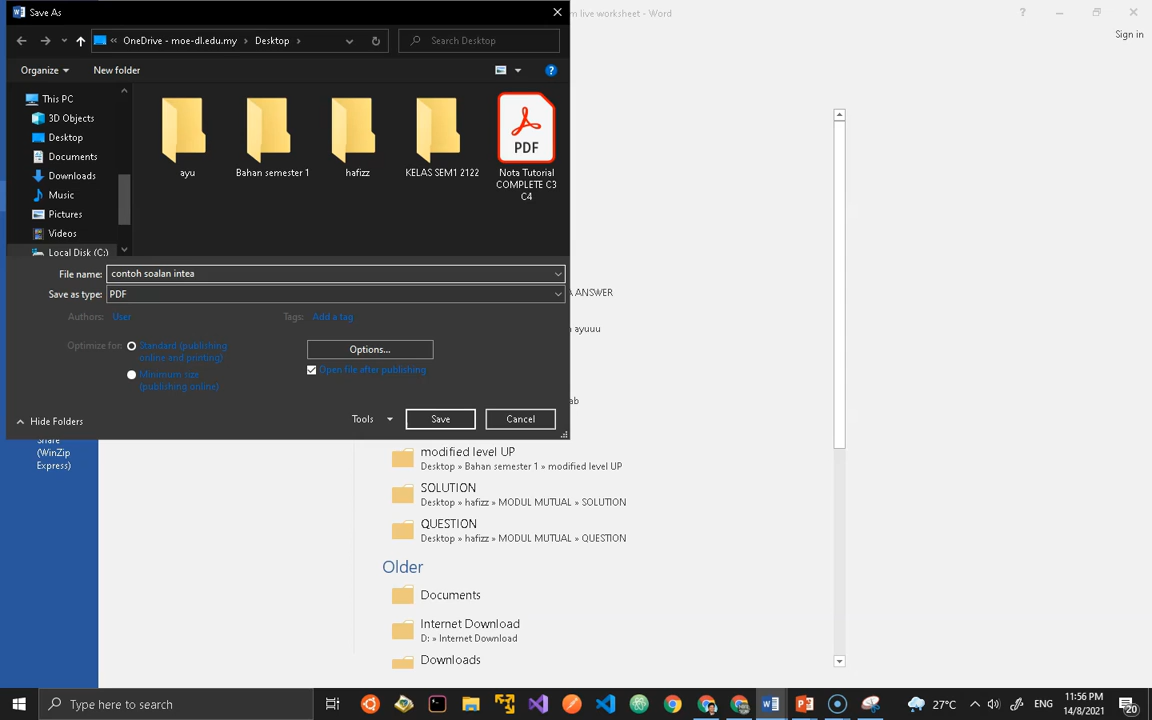 Save As
m live worksheet - Word
Sign in
OneDrive - moe-dl.edu.my > Desktop >
Search Desktop
Organize
New folder
This PC
3D Objects
Desktop
Documents
Downloads
Music
Pictures
Videos
Local Disk (C:)
ayu
Bahan semester 1
hafizz
KELAS SEM1 2122
PDF
Nota Tutorial
COMPLETE C3
C4
File name: contoh soalan intea
Save as type: PDF
Authors: User
Tags: Add a tag
Optimize for:
Standard (publishing
online and printing)
Minimum size
(publishing online)
Options...
Open file after publishing
Hide Folders
Tools
Save
Cancel
A ANSWER
ayuuu
ab
Share
(WinZip
Express)
modified level UP
Desktop » Bahan semester 1 » modified level UP
SOLUTION
Desktop » hafizz » MODUL MUTUAL » SOLUTION
QUESTION
Desktop » hafizz » MODUL MUTUAL » QUESTION
Older
Documents
Internet Download
D: » Internet Download
Downloads
Type here to search
27°C
ENG
11:56 PM
14/8/2021
20